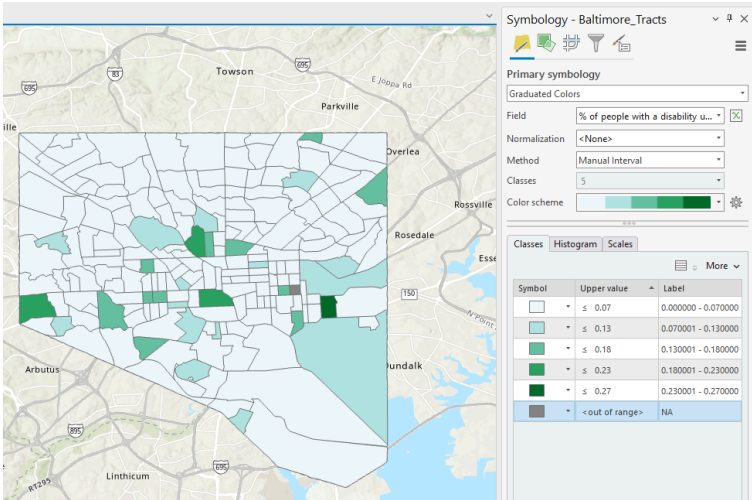 Symbology - Baltimore_Tracts
Primary symbology
Graduated Colors
Field % of people with a disability u...
Normalization <None>
Method Manual Interval
Classes 5
Color scheme
Classes Histogram Scales
More
Symbol Upper value Label
≤ 0.07 0.000000 - 0.070000
≤ 0.13 0.070001 - 0.130000
≤ 0.18 0.130001 - 0.180000
≤ 0.23 0.180001 - 0.230000
≤ 0.27 0.230001 - 0.270000
<out of range> NA
695
83
Towson
695
E Joppa Rd
Parkville
ille
Overlea
Rossville
Rosedale
Esse
150
N Point
Dundalk
Arbutus
895
695
Linthicum
RT295